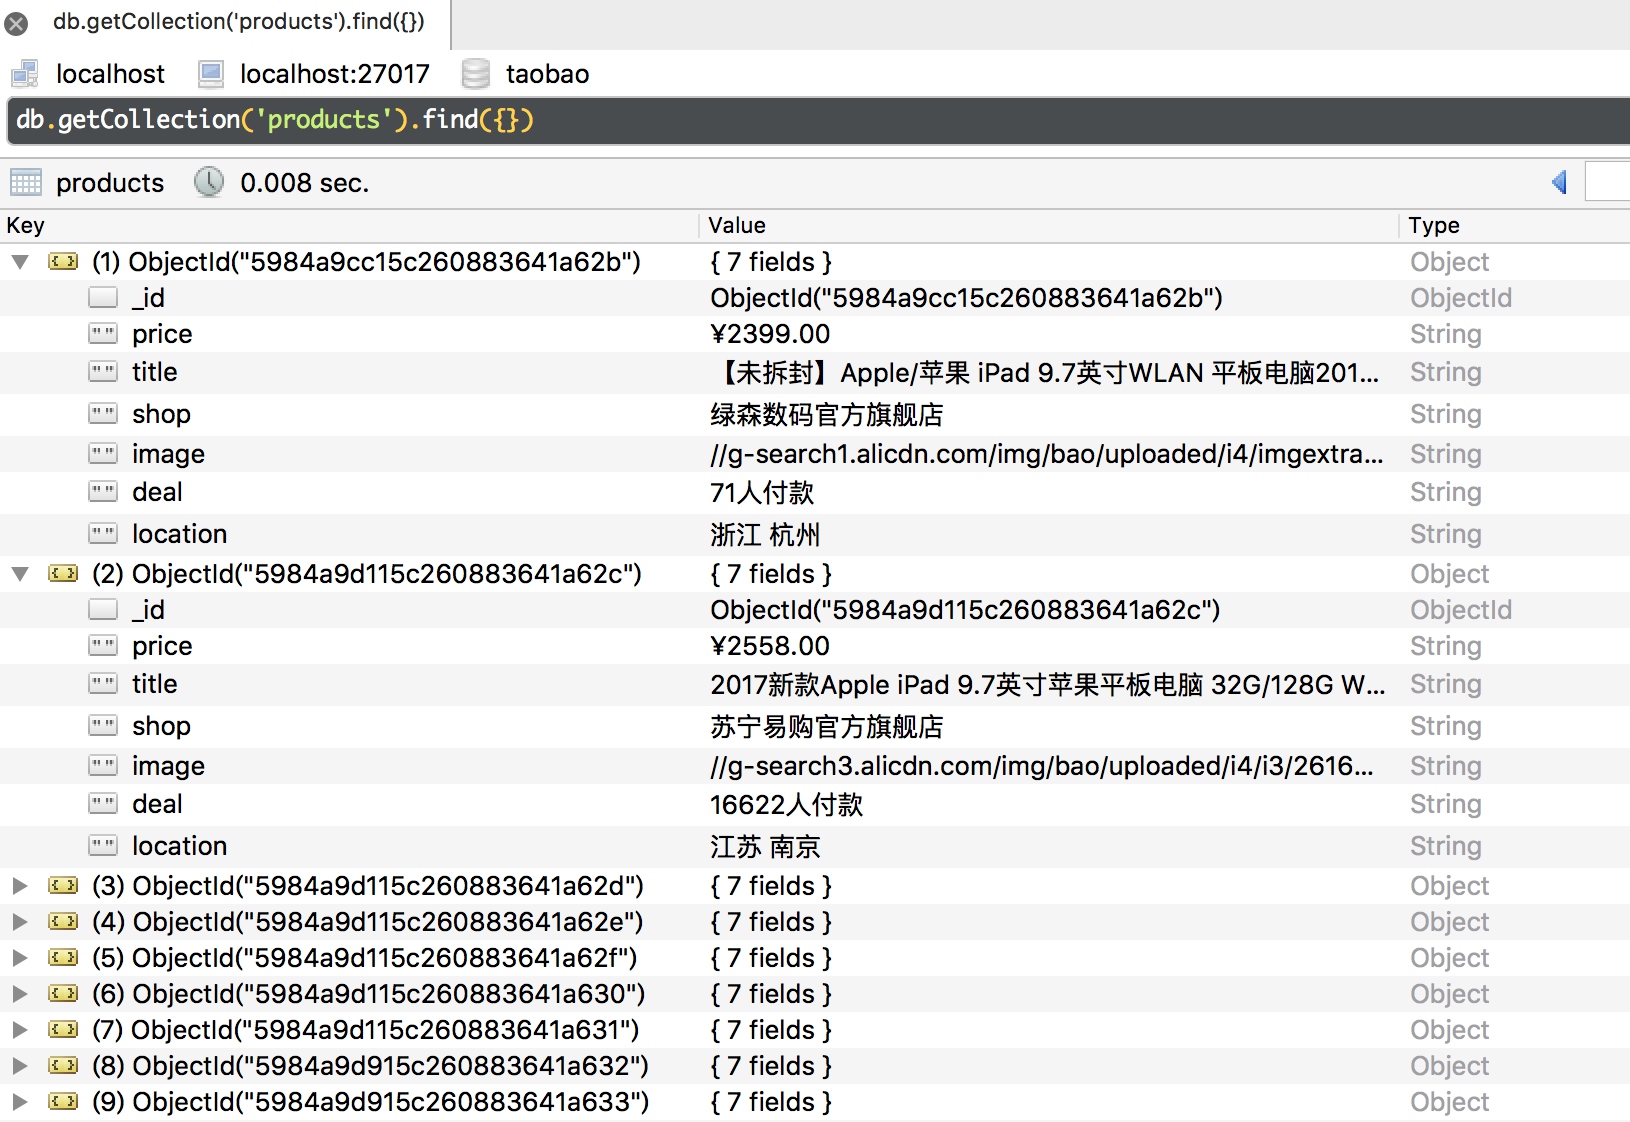 db.getCollection('products').find({})
localhost localhost:27017 taobao
db.getCollection('products').find({})
products 0.008 sec.
Key Value Type
(1) ObjectId("5984a9cc15c260883641a62b") { 7 fields } Object
_id ObjectId("5984a9cc15c260883641a62b") ObjectId
price ¥2399.00 String
title 【未拆封】Apple/苹果 iPad 9.7英寸WLAN 平板电脑201... String
shop 绿森数码官方旗舰店 String
image //g-search1.alicdn.com/img/bao/uploaded/i4/imgextra... String
deal 71人付款 String
location 浙江 杭州 String
(2) ObjectId("5984a9d115c260883641a62c") { 7 fields } Object
_id ObjectId("5984a9d115c260883641a62c") ObjectId
price ¥2558.00 String
title 2017新款Apple iPad 9.7英寸苹果平板电脑 32G/128G W... String
shop 苏宁易购官方旗舰店 String
image //g-search3.alicdn.com/img/bao/uploaded/i4/i3/2616... String
deal 16622人付款 String
location 江苏 南京 String
(3) ObjectId("5984a9d115c260883641a62d") { 7 fields } Object
(4) ObjectId("5984a9d115c260883641a62e") { 7 fields } Object
(5) ObjectId("5984a9d115c260883641a62f") { 7 fields } Object
(6) ObjectId("5984a9d115c260883641a630") { 7 fields } Object
(7) ObjectId("5984a9d115c260883641a631") { 7 fields } Object
(8) ObjectId("5984a9d915c260883641a632") { 7 fields } Object
(9) ObjectId("5984a9d915c260883641a633") { 7 fields } Object